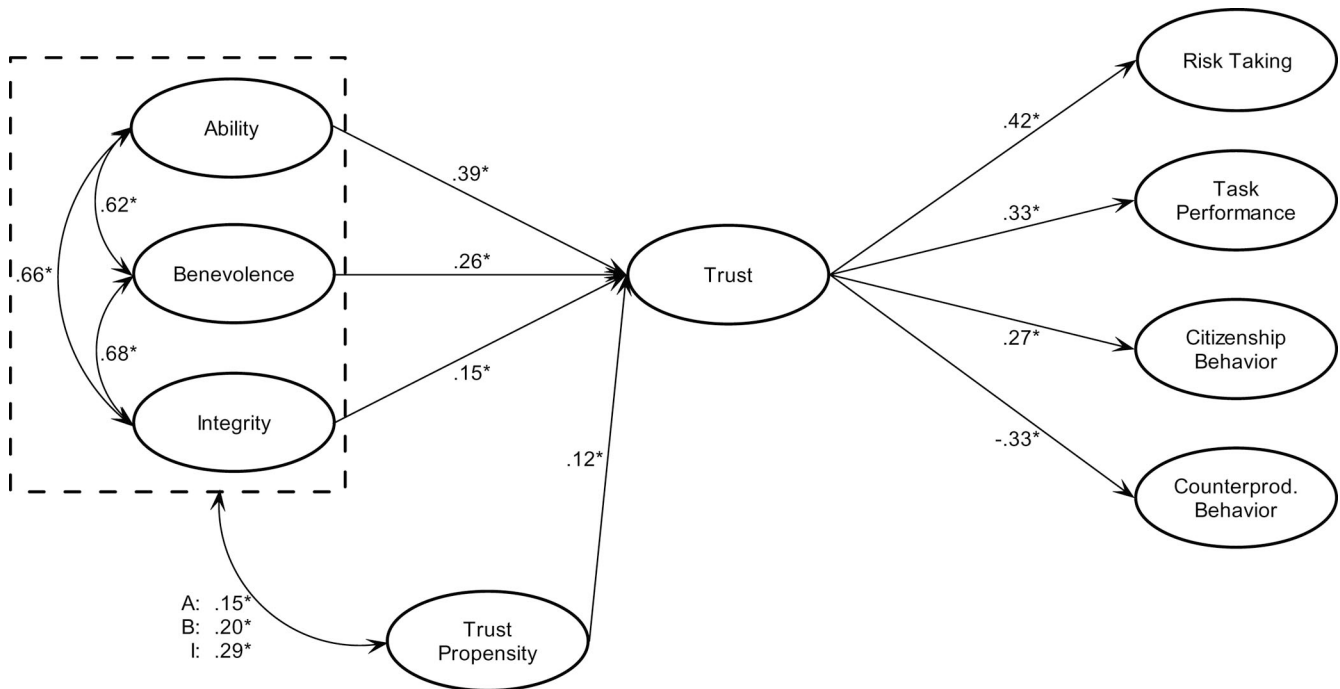 Risk Taking
Ability
.42*
.39*
Task
Performance
.62*
.33*
.66*
Benevolence
.26*
Trust
.27*
Citizenship
Behavior
.68*
.15*
Integrity
-.33*
.12*
Counterprod.
Behavior
A: .15*
B: .20*
I: .29*
Trust
Propensity